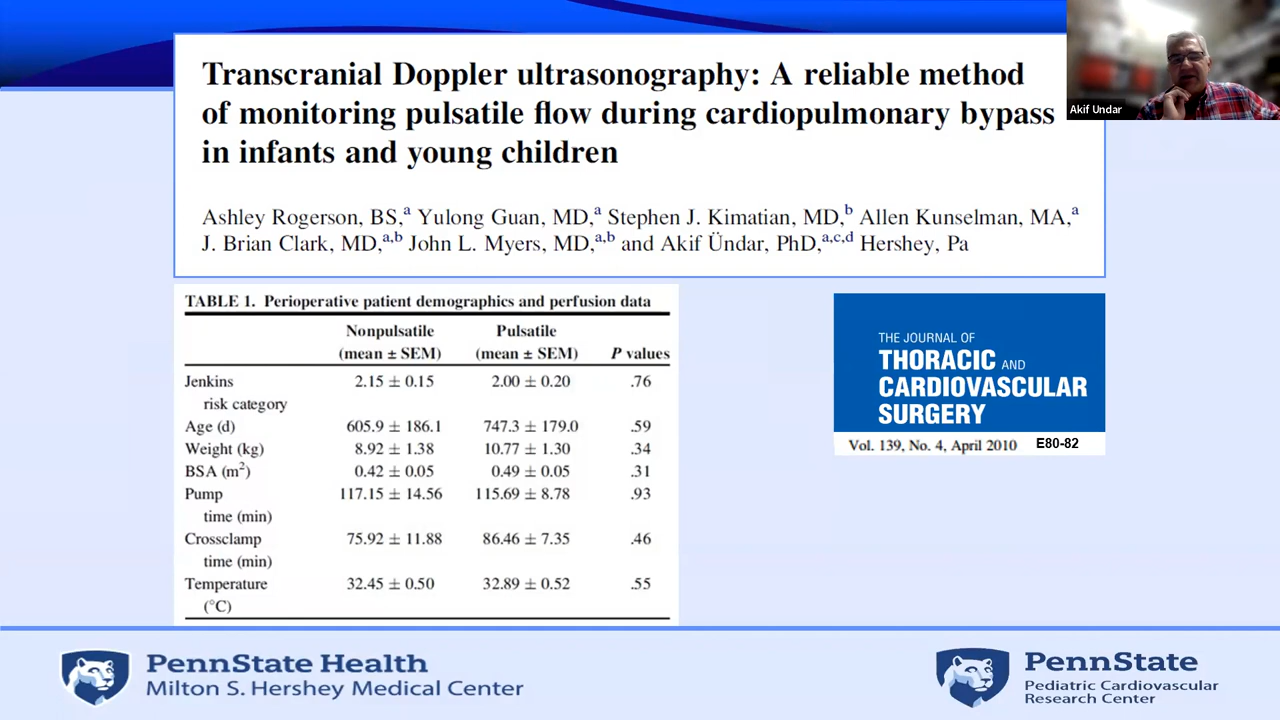 Transcranial Doppler ultrasonography: A reliable method
of monitoring pulsatile flow during cardiopulmonary bypass
in infants and young children
Akif Undar
Ashley Rogerson, BS,a Yulong Guan, MD,a Stephen J. Kimatian, MD,b Allen Kunselman, MA,a
J. Brian Clark, MD,a,b John L. Myers, MD,a,b and Akif Ündar, PhD,a,c,d Hershey, Pa
TABLE 1. Perioperative patient demographics and perfusion data
Nonpulsatile Pulsatile
(mean ± SEM) (mean ± SEM) P values
Jenkins 2.15 ± 0.15 2.00 ± 0.20 .76
risk category
Age (d) 605.9 ± 186.1 747.3 ± 179.0 .59
Weight (kg) 8.92 ± 1.38 10.77 ± 1.30 .34
BSA (m2) 0.42 ± 0.05 0.49 ± 0.05 .31
Pump 117.15 ± 14.56 115.69 ± 8.78 .93
time (min)
Crossclamp 75.92 ± 11.88 86.46 ± 7.35 .46
time (min)
Temperature 32.45 ± 0.50 32.89 ± 0.52 .55
(°C)
THE JOURNAL OF
THORACIC AND
CARDIOVASCULAR
SURGERY
Vol. 139, No. 4, April 2010 E80-82
PennState Health
Milton S. Hershey Medical Center
PennState
Pediatric Cardiovascular
Research Center